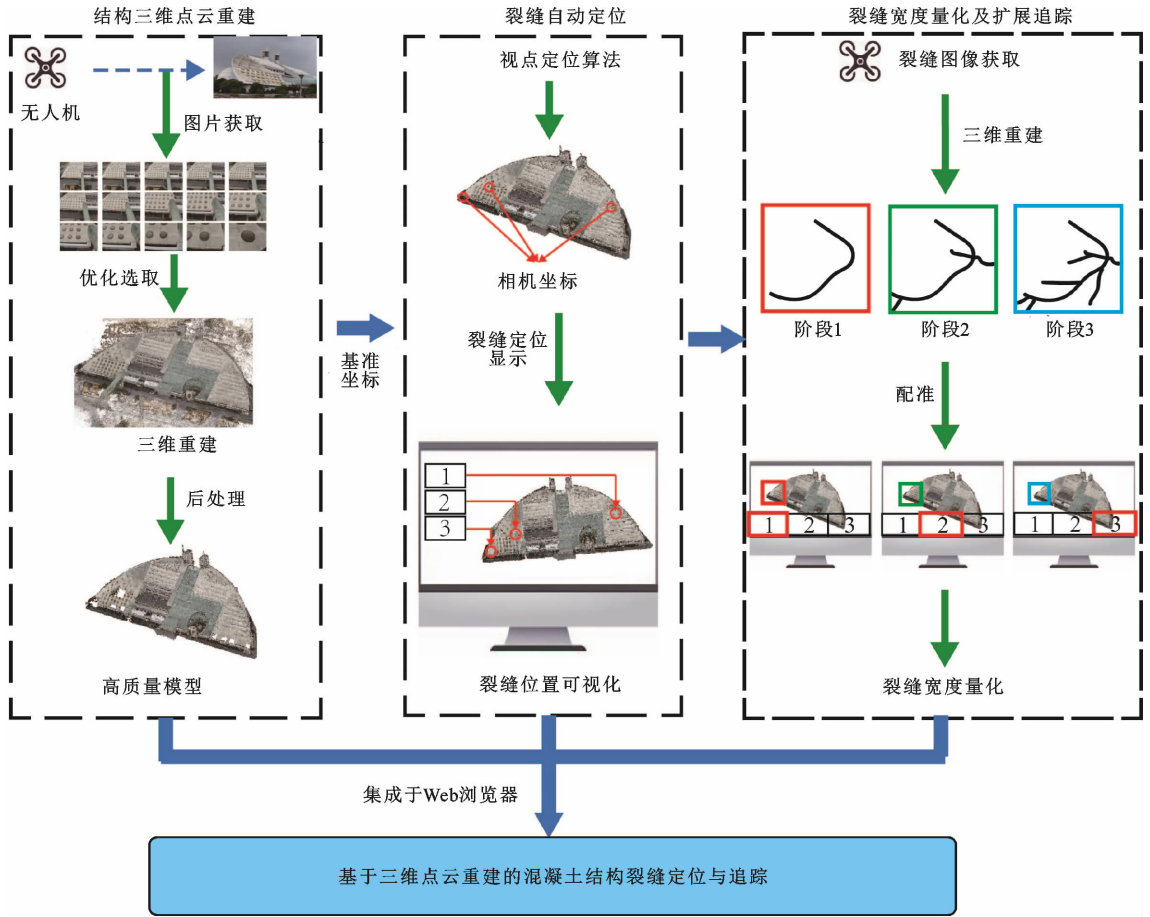 结构三维点云重建
无人机
图片获取
优化选取
三维重建
后处理
高质量模型
基准
坐标
裂缝自动定位
视点定位算法
相机坐标
裂缝定位
显示
1
2
3
裂缝位置可视化
裂缝宽度量化及扩展追踪
裂缝图像获取
三维重建
阶段1
阶段2
阶段3
配准
1 2 3
1 2 3
1 2 3
裂缝宽度量化
集成于Web浏览器
基于三维点云重建的混凝土结构裂缝定位与追踪